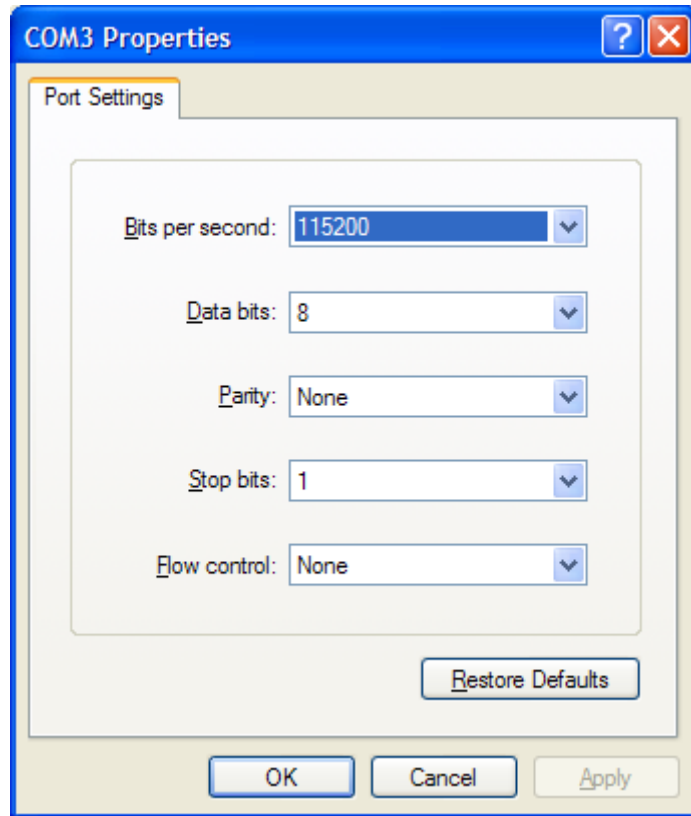 COM3 Properties
Port Settings
Bits per second: 115200
Data bits: 8
Parity: None
Stop bits: 1
Flow control: None
Restore Defaults
OK Cancel Apply